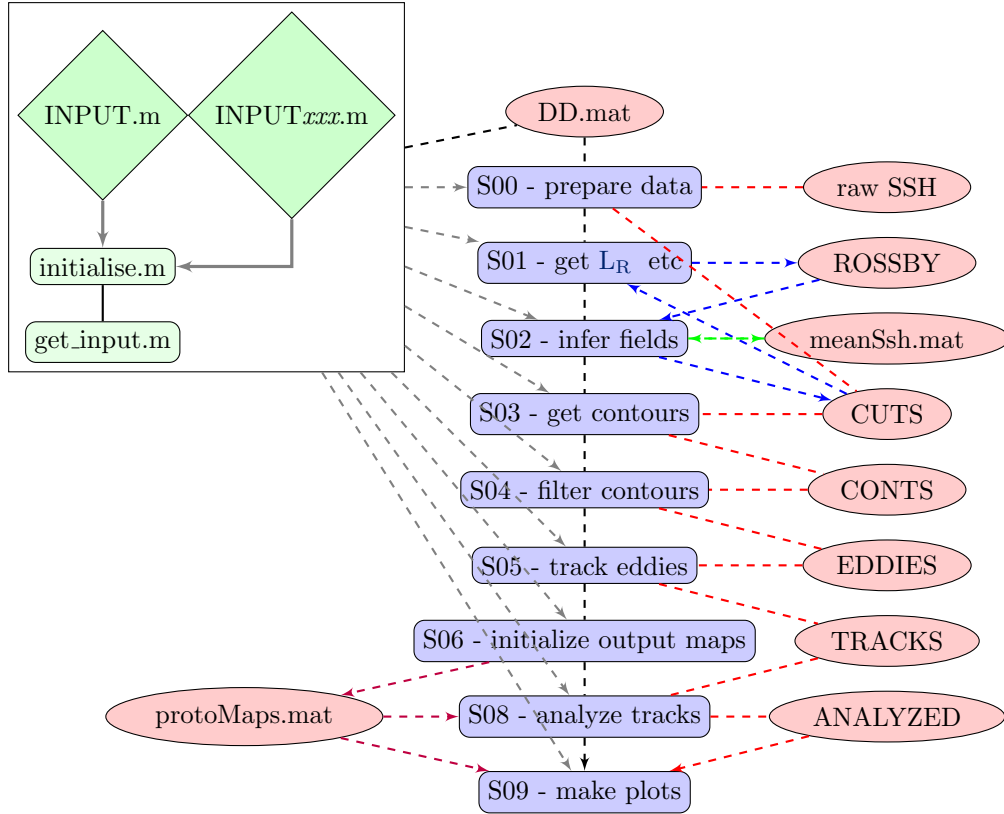 INPUT.m
INPUTxxx.m
initialise.m
get_input.m
DD.mat
S00 - prepare data
raw SSH
S01 - get L_R etc
ROSSBY
S02 - infer fields
meanSsh.mat
S03 - get contours
CUTS
S04 - filter contours
CONTS
S05 - track eddies
EDDIES
S06 - initialize output maps
TRACKS
protoMaps.mat
S08 - analyze tracks
ANALYZED
S09 - make plots